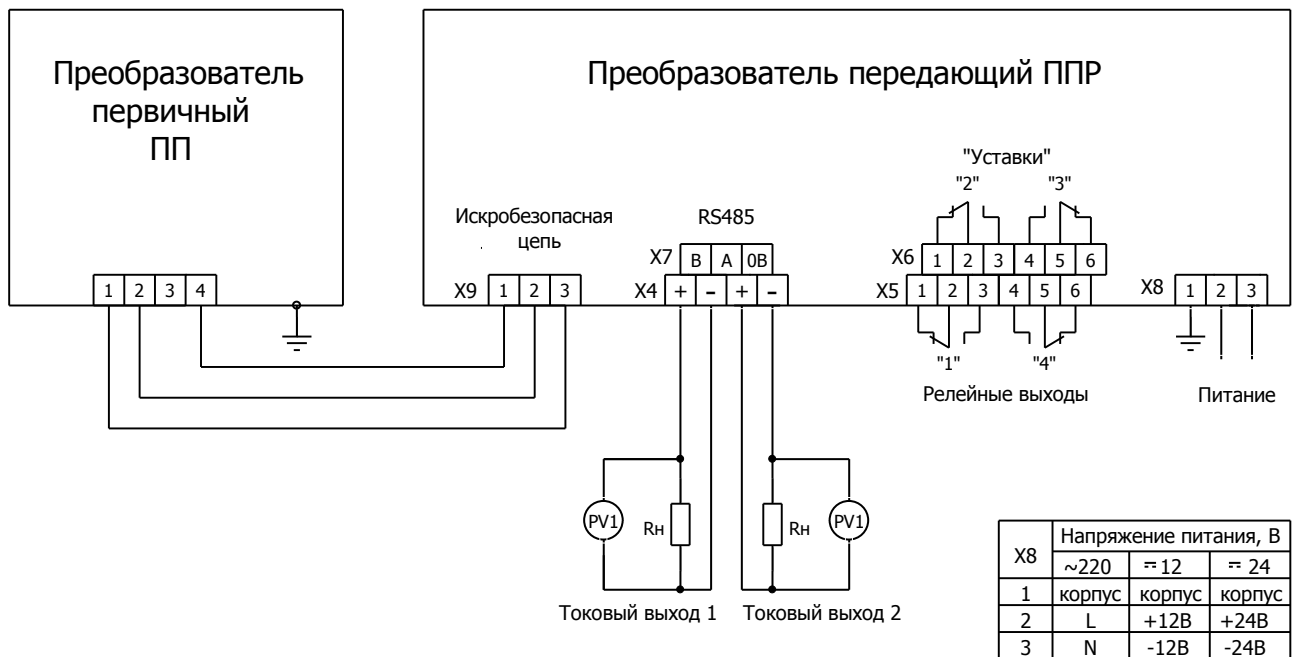 Преобразователь
первичный
ПП
Преобразователь передающий ППР
"Уставки"
"2" "3"
Искробезопасная
цепь
RS485
X7 B A 0B
X6 1 2 3 4 5 6
1 2 3 4
X9 1 2 3
X4 + - + -
X5 1 2 3 4 5 6
X8 1 2 3
"1" "4"
Релейные выходы
Питание
PV1 Rн Rн PV1
Токовый выход 1 Токовый выход 2
X8 Напряжение питания, В
~220 ⎓12 ⎓ 24
1 корпус корпус корпус
2 L +12В +24В
3 N -12В -24В